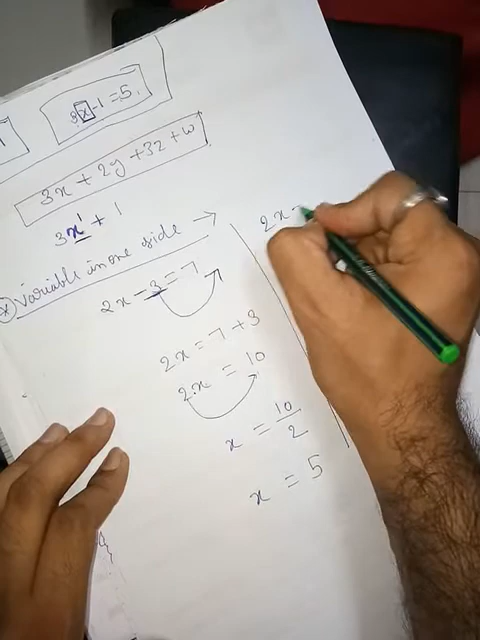 3x-1=5
3x + 2y + 3z + w
3x¹ + 1
Variable in one side →
2x - 3 = 7
2x = 7 + 3
2x = 10
x = 10/2
x = 5
2x -